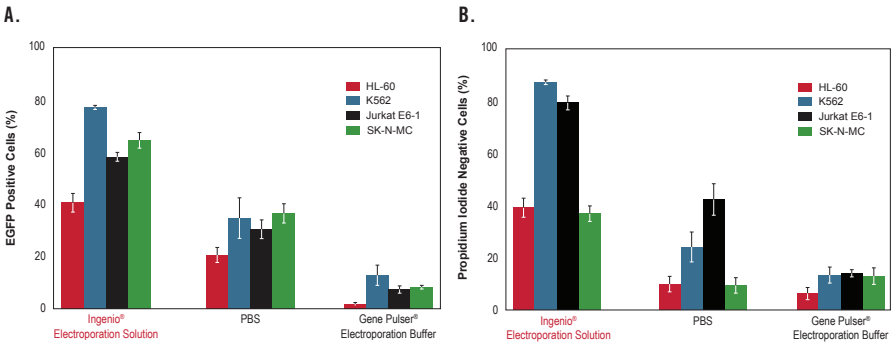 A.
100
80
60
40
20
0
EGFP Positive Cells (%)
HL-60
K562
Jurkat E6-1
SK-N-MC
Ingenio®
Electroporation Solution
PBS
Gene Pulser®
Electroporation Buffer
B.
100
80
60
40
20
0
Propidium Iodide Negative Cells (%)
HL-60
K562
Jurkat E6-1
SK-N-MC
Ingenio®
Electroporation Solution
PBS
Gene Pulser®
Electroporation Buffer